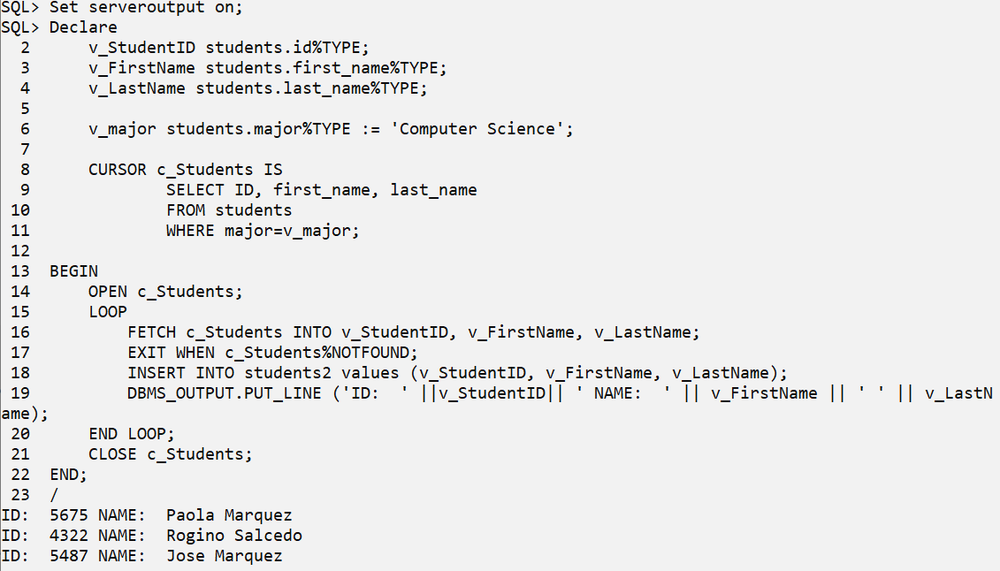 SQL> Set serveroutput on;
SQL> Declare
  2      v_StudentID students.id%TYPE;
  3      v_FirstName students.first_name%TYPE;
  4      v_LastName students.last_name%TYPE;
  5
  6      v_major students.major%TYPE := 'Computer Science';
  7
  8      CURSOR c_Students IS
  9              SELECT ID, first_name, last_name
 10              FROM students
 11              WHERE major=v_major;
 12
 13  BEGIN
 14      OPEN c_Students;
 15      LOOP
 16          FETCH c_Students INTO v_StudentID, v_FirstName, v_LastName;
 17          EXIT WHEN c_Students%NOTFOUND;
 18          INSERT INTO students2 values (v_StudentID, v_FirstName, v_LastName);
 19          DBMS_OUTPUT.PUT_LINE ('ID:  ' ||v_StudentID|| ' NAME:  ' || v_FirstName || ' ' || v_LastN
ame);
 20      END LOOP;
 21      CLOSE c_Students;
 22  END;
 23  /
ID:  5675 NAME:  Paola Marquez
ID:  4322 NAME:  Rogino Salcedo
ID:  5487 NAME:  Jose Marquez